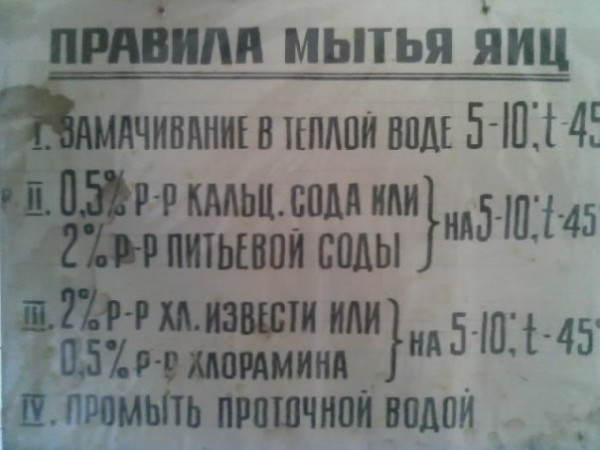 ПРАВИЛА МЫТЬЯ ЯИЦ
I. ЗАМАЧИВАНИЕ В ТЕПЛОЙ ВОДЕ 5-10'; t-45
II. 0,5% Р-Р КАЛЬЦ. СОДА ИЛИ
2% Р-Р ПИТЬЕВОЙ СОДЫ } НА 5-10'; t-45
III. 2% Р-Р ХЛ. ИЗВЕСТИ ИЛИ
0,5% Р-Р ХЛОРАМИНА } НА 5-10'; t-45°
IV. ПРОМЫТЬ ПРОТОЧНОЙ ВОДОЙ